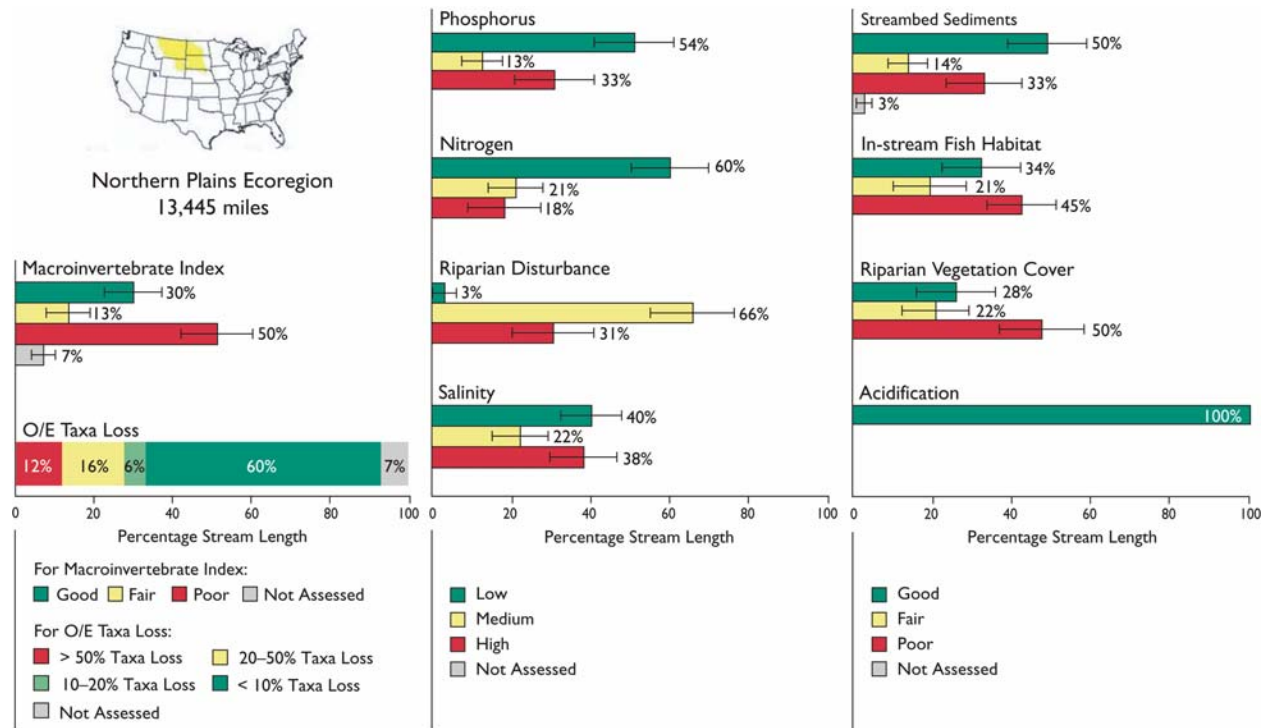 Northern Plains Ecoregion
13,445 miles
Macroinvertebrate Index
30%
13%
50%
7%
O/E Taxa Loss
12% 16% 6% 60% 7%
0 20 40 60 80 100
Percentage Stream Length
For Macroinvertebrate Index:
Good Fair Poor Not Assessed
For O/E Taxa Loss:
> 50% Taxa Loss 20–50% Taxa Loss
10–20% Taxa Loss < 10% Taxa Loss
Not Assessed
Phosphorus
54%
13%
33%
Nitrogen
60%
21%
18%
Riparian Disturbance
3%
66%
31%
Salinity
40%
22%
38%
0 20 40 60 80 100
Percentage Stream Length
Low
Medium
High
Not Assessed
Streambed Sediments
50%
14%
33%
3%
In-stream Fish Habitat
34%
21%
45%
Riparian Vegetation Cover
28%
22%
50%
Acidification
100%
0 20 40 60 80 100
Percentage Stream Length
Good
Fair
Poor
Not Assessed